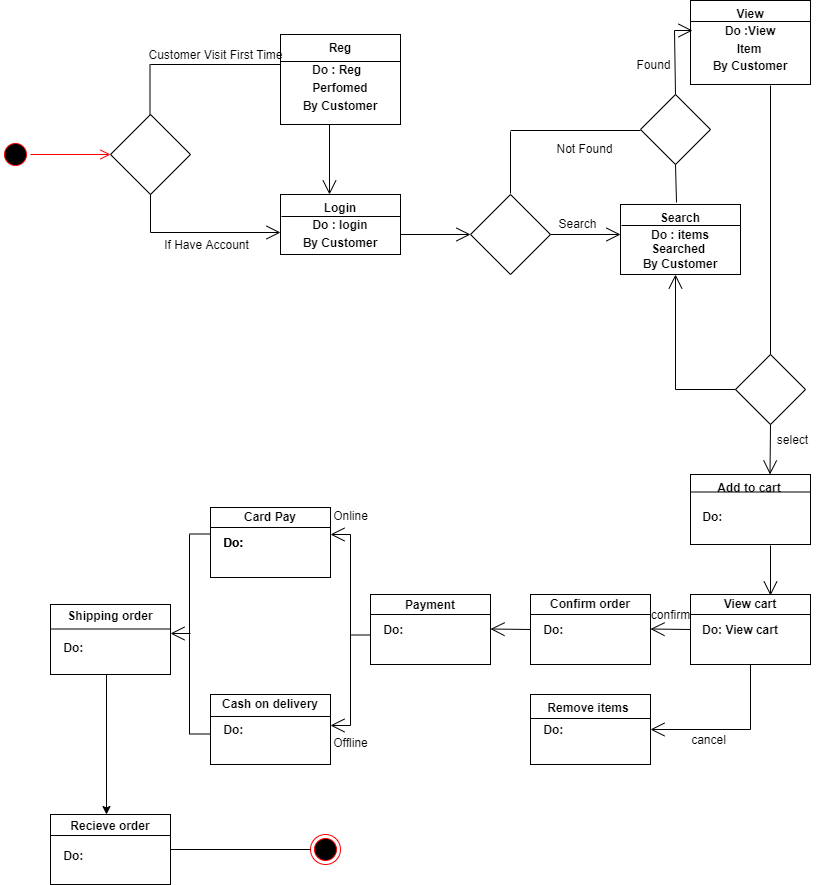 View
Do :View
Item
By Customer
Reg
Do : Reg
Perfomed
By Customer
Customer Visit First Time
Found
Not Found
Login
Do : login
By Customer
If Have Account
Search
Search
Do : items
Searched
By Customer
select
Add to cart
Do:
Card Pay
Do:
Online
Shipping order
Do:
Payment
Do:
Confirm order
Do:
confirm
View cart
Do: View cart
Cash on delivery
Do:
Offline
Remove items
Do:
cancel
Recieve order
Do: